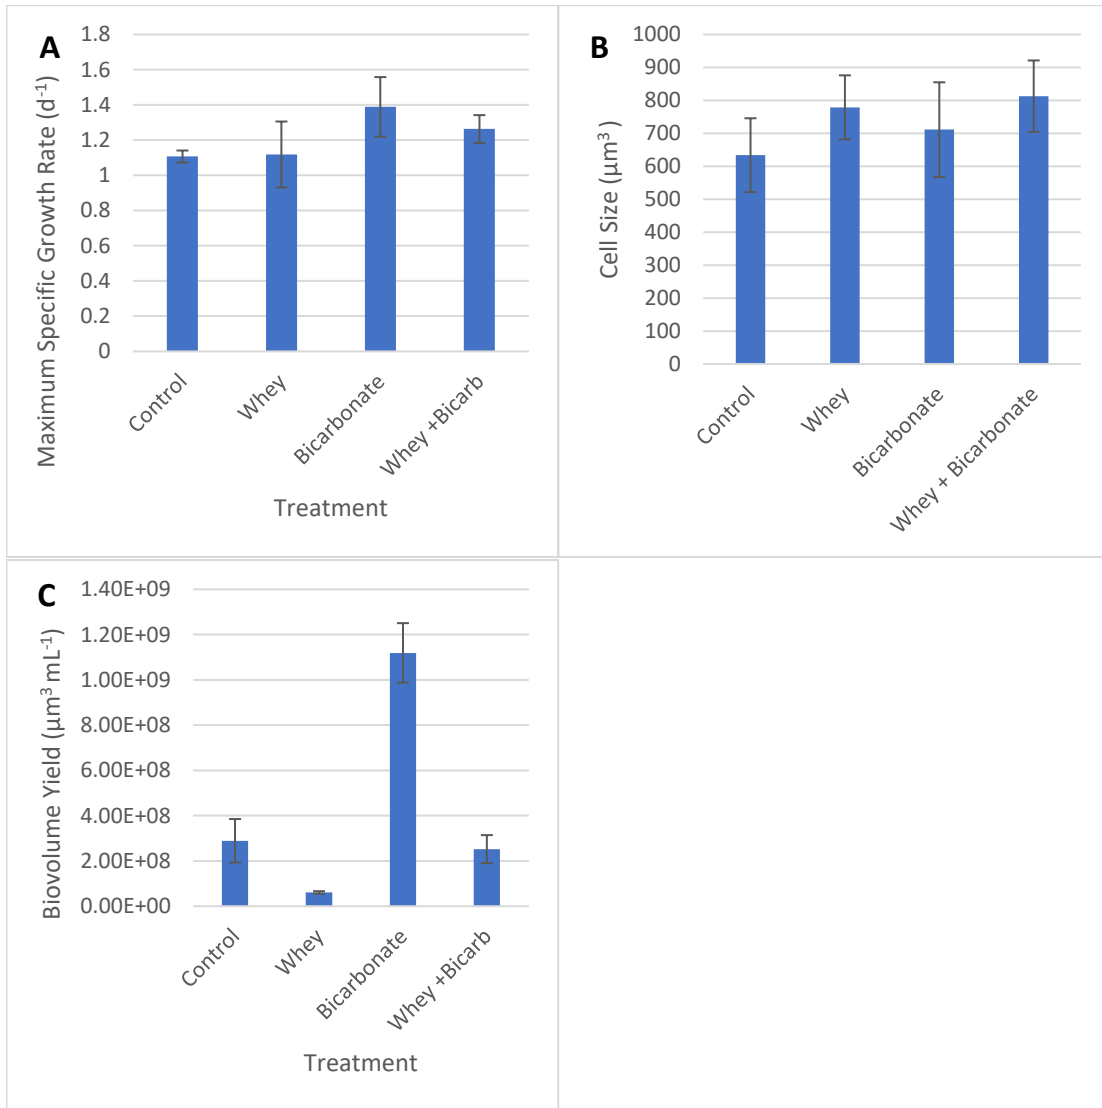 A
Maximum Specific Growth Rate (d-1)
1.8
1.6
1.4
1.2
1
0.8
0.6
0.4
0.2
0
Control
Whey
Bicarbonate
Whey +Bicarb
Treatment
B
Cell Size (µm3 )
1000
900
800
700
600
500
400
300
200
100
0
Control
Whey
Bicarbonate
Whey + Bicarbonate
C
Biovolume Yield (µm3 mL-1)
1.40E+09
1.20E+09
1.00E+09
8.00E+08
6.00E+08
4.00E+08
2.00E+08
0.00E+00
Control
Whey
Bicarbonate
Whey +Bicarb
Treatment